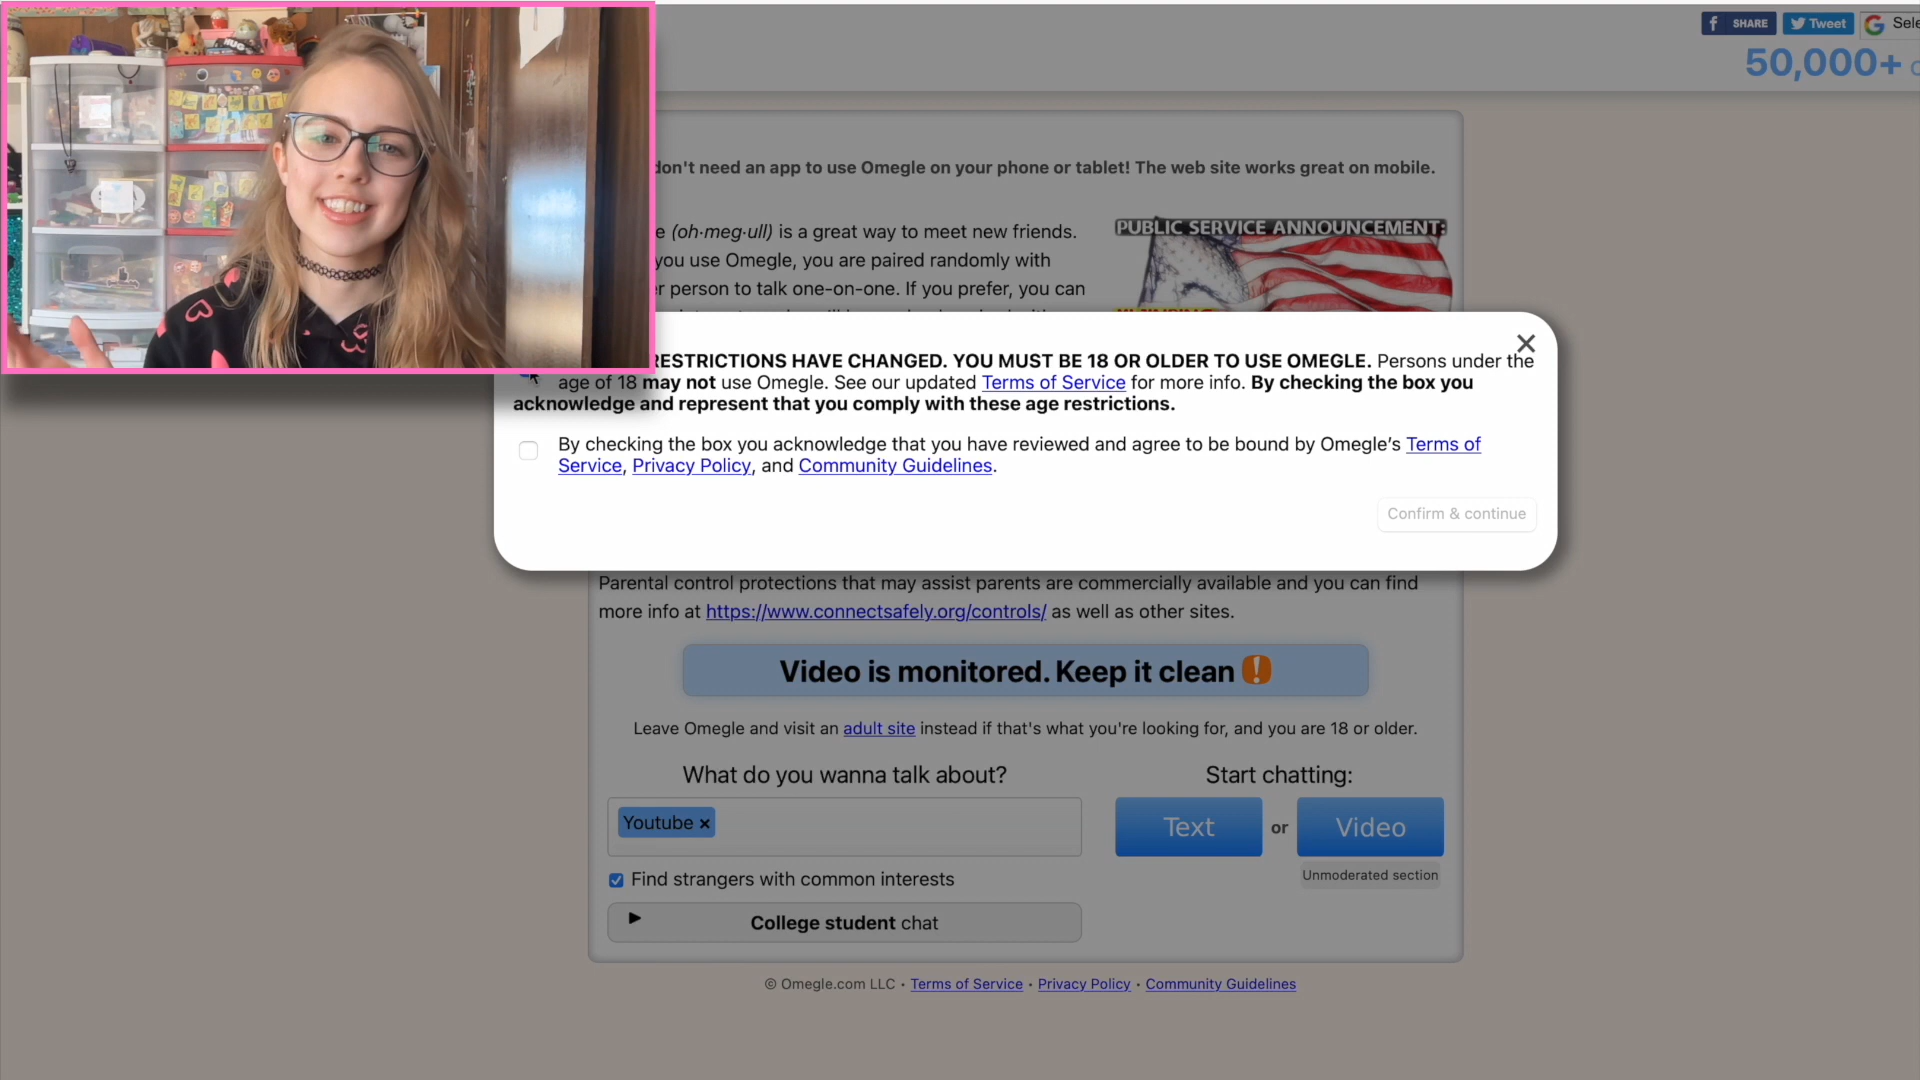 SHARE
Tweet
Sele
50,000+
don't need an app to use Omegle on your phone or tablet! The web site works great on mobile.
e (oh·meg·ull) is a great way to meet new friends.
you use Omegle, you are paired randomly with
r person to talk one-on-one. If you prefer, you can
PUBLIC SERVICE ANNOUNCEMENT:
RESTRICTIONS HAVE CHANGED. YOU MUST BE 18 OR OLDER TO USE OMEGLE. Persons under the
age of 18 may not use Omegle. See our updated Terms of Service for more info. By checking the box you
acknowledge and represent that you comply with these age restrictions.
By checking the box you acknowledge that you have reviewed and agree to be bound by Omegle’s Terms of
Service, Privacy Policy, and Community Guidelines.
Confirm & continue
Parental control protections that may assist parents are commercially available and you can find
more info at https://www.connectsafely.org/controls/ as well as other sites.
Video is monitored. Keep it clean
Leave Omegle and visit an adult site instead if that's what you're looking for, and you are 18 or older.
What do you wanna talk about?
Start chatting:
Youtube ×
Text or Video
Unmoderated section
Find strangers with common interests
College student chat
© Omegle.com LLC • Terms of Service • Privacy Policy • Community Guidelines